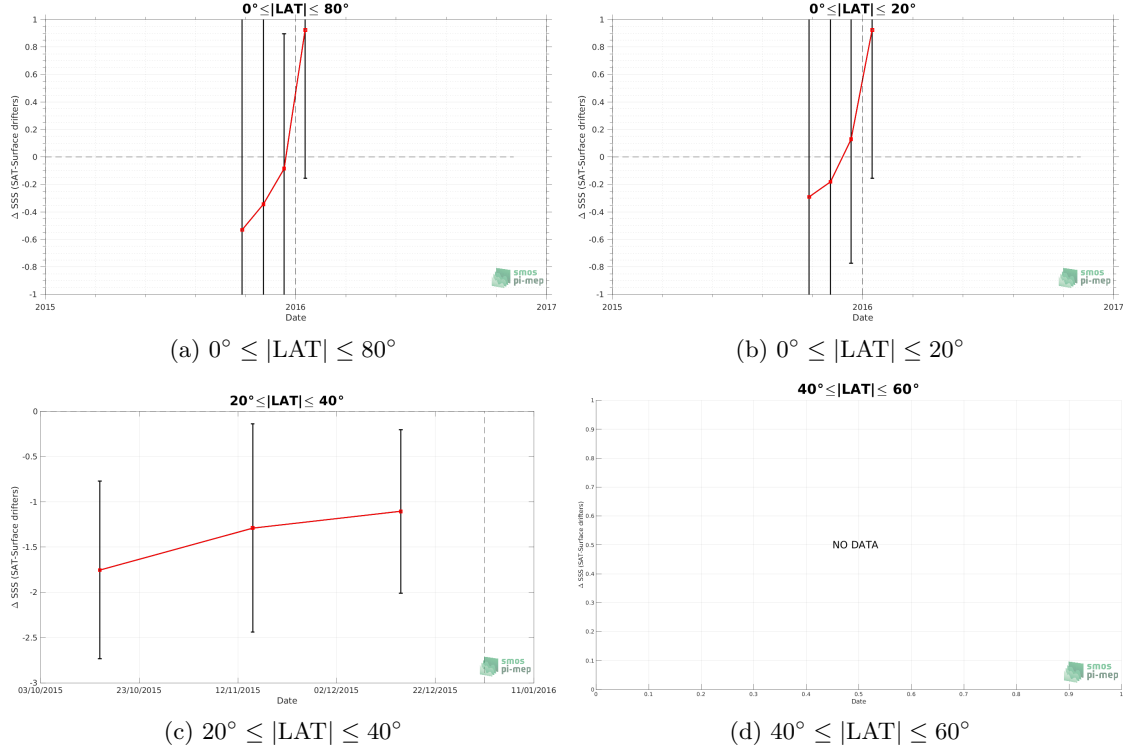 0°≤|LAT|≤ 80°
1
0.8
0.6
0.4
0.2
0
-0.2
-0.4
-0.6
-0.8
-1
Δ SSS (SAT-Surface drifters)
2015
2016
2017
Date
smos
pi-mep
(a) 0° ≤ |LAT| ≤ 80°
0°≤|LAT|≤ 20°
1
0.8
0.6
0.4
0.2
0
-0.2
-0.4
-0.6
-0.8
-1
Δ SSS (SAT-Surface drifters)
2015
2016
2017
Date
smos
pi-mep
(b) 0° ≤ |LAT| ≤ 20°
20°≤|LAT|≤ 40°
0
-0.5
-1
-1.5
-2
-2.5
-3
Δ SSS (SAT-Surface drifters)
03/10/2015
23/10/2015
12/11/2015
02/12/2015
22/12/2015
11/01/2016
Date
smos
pi-mep
(c) 20° ≤ |LAT| ≤ 40°
40°≤|LAT|≤ 60°
1
0.9
0.8
0.7
0.6
0.5
0.4
0.3
0.2
0.1
0
Δ SSS (SAT-Surface drifters)
NO DATA
0
0.1
0.2
0.3
0.4
0.5
0.6
0.7
0.8
0.9
1
Date
smos
pi-mep
(d) 40° ≤ |LAT| ≤ 60°